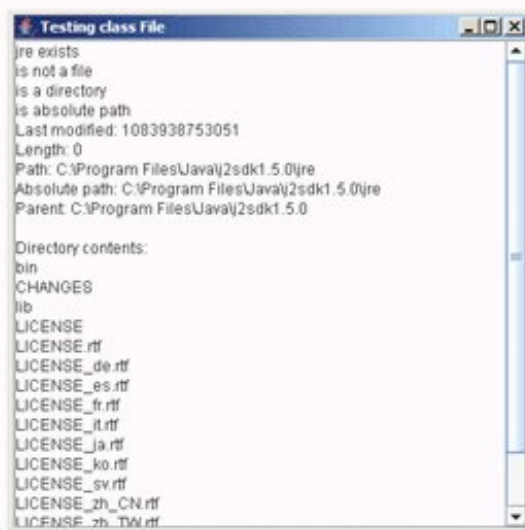 Testing class File
jre exists
is not a file
is a directory
is absolute path
Last modified: 1083938753051
Length: 0
Path: C:\Program Files\Java\j2sdk1.5.0\jre
Absolute path: C:\Program Files\Java\j2sdk1.5.0\jre
Parent: C:\Program Files\Java\j2sdk1.5.0
Directory contents:
bin
CHANGES
lib
LICENSE
LICENSE.rtf
LICENSE_de.rtf
LICENSE_es.rtf
LICENSE_fr.rtf
LICENSE_it.rtf
LICENSE_ja.rtf
LICENSE_ko.rtf
LICENSE_sv.rtf
LICENSE_zh_CN.rtf
LICENSE_zh_TW.rtf